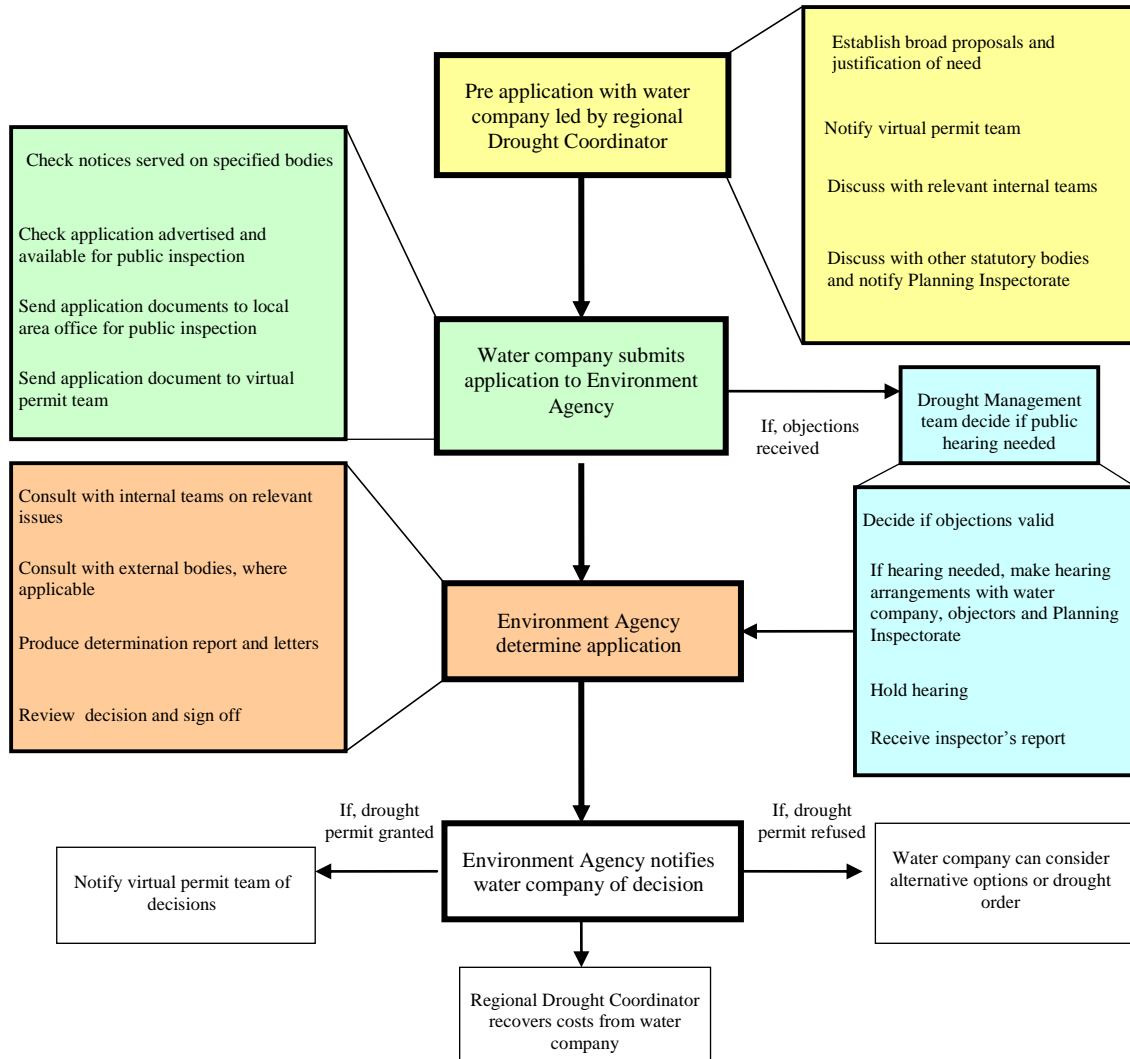 Establish broad proposals and
justification of need
Notify virtual permit team
Discuss with relevant internal teams
Discuss with other statutory bodies
and notify Planning Inspectorate
Pre application with water
company led by regional
Drought Coordinator
Check notices served on specified bodies
Check application advertised and
available for public inspection
Send application documents to local
area office for public inspection
Send application document to virtual
permit team
Water company submits
application to Environment
Agency
If, objections
received
Drought Management
team decide if public
hearing needed
Decide if objections valid
If hearing needed, make hearing
arrangements with water
company, objectors and Planning
Inspectorate
Hold hearing
Receive inspector's report
Consult with internal teams on relevant
issues
Consult with external bodies, where
applicable
Produce determination report and letters
Review decision and sign off
Environment Agency
determine application
If, drought
permit granted
If, drought
permit refused
Environment Agency notifies
water company of decision
Notify virtual permit team of
decisions
Water company can consider
alternative options or drought
order
Regional Drought Coordinator
recovers costs from water
company